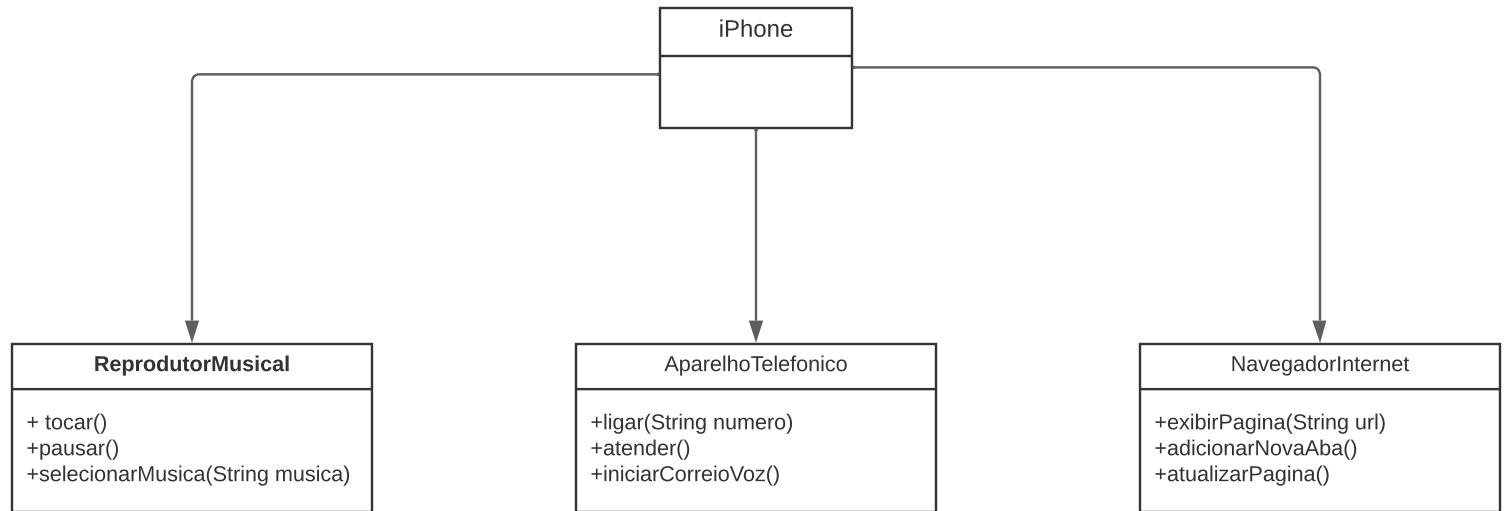 iPhone
ReprodutorMusical
+ tocar()
+pausar()
+selecionarMusica(String musica)
AparelhoTelefonico
+ligar(String numero)
+atender()
+iniciarCorreioVoz()
NavegadorInternet
+exibirPagina(String url)
+adicionarNovaAba()
+atualizarPagina()